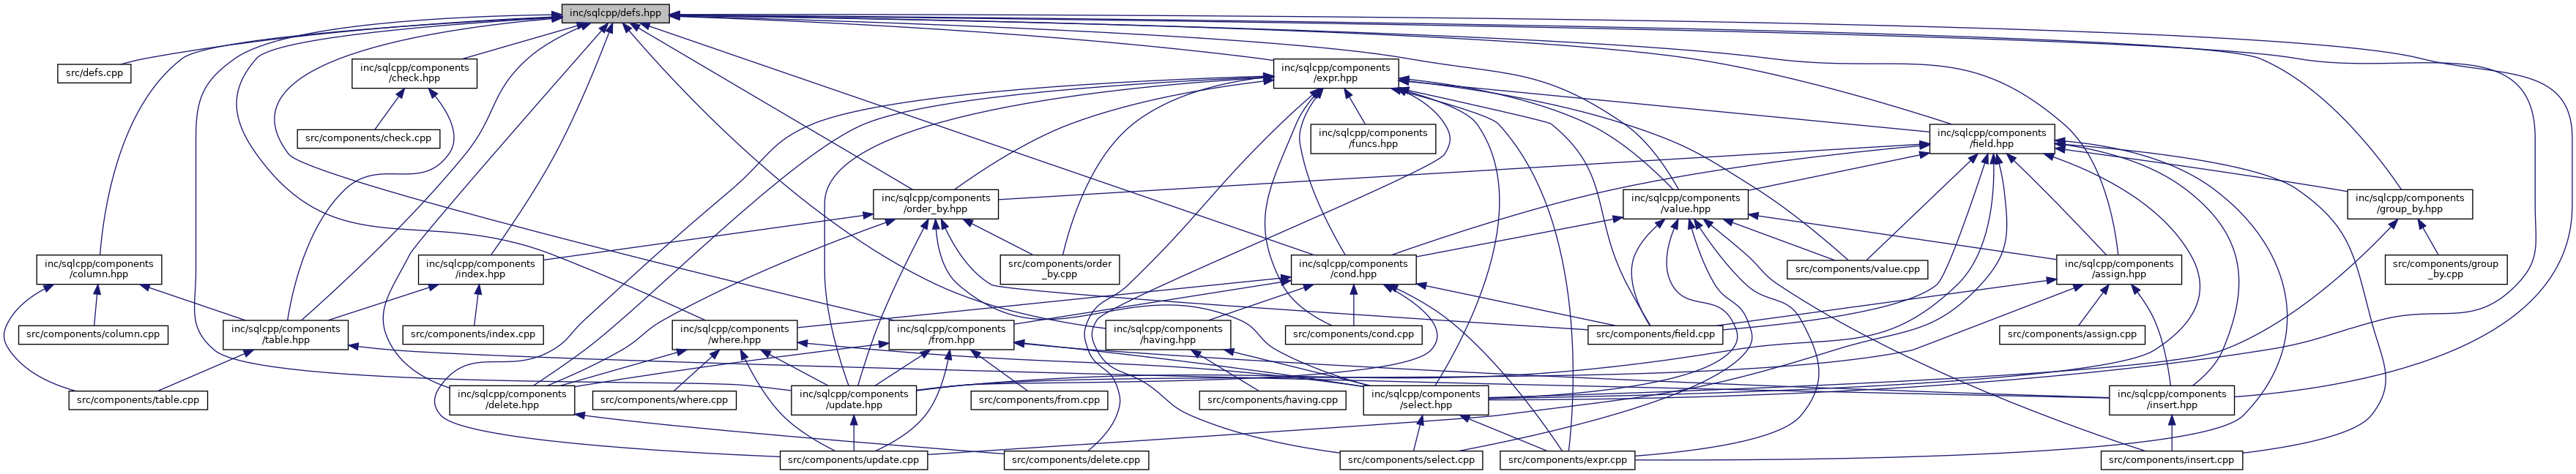 inc/sqlcpp/defs.hpp
src/defs.cpp
inc/sqlcpp/components
/check.hpp
inc/sqlcpp/components
/expr.hpp
src/components/check.cpp
inc/sqlcpp/components
/funcs.hpp
inc/sqlcpp/components
/field.hpp
inc/sqlcpp/components
/order_by.hpp
inc/sqlcpp/components
/value.hpp
inc/sqlcpp/components
/group_by.hpp
inc/sqlcpp/components
/column.hpp
inc/sqlcpp/components
/index.hpp
src/components/order
_by.cpp
inc/sqlcpp/components
/cond.hpp
src/components/value.cpp
inc/sqlcpp/components
/assign.hpp
src/components/group
_by.cpp
src/components/column.cpp
inc/sqlcpp/components
/table.hpp
src/components/index.cpp
inc/sqlcpp/components
/where.hpp
inc/sqlcpp/components
/from.hpp
inc/sqlcpp/components
/having.hpp
src/components/cond.cpp
src/components/field.cpp
src/components/assign.cpp
src/components/table.cpp
inc/sqlcpp/components
/delete.hpp
src/components/where.cpp
inc/sqlcpp/components
/update.hpp
src/components/from.cpp
src/components/having.cpp
inc/sqlcpp/components
/select.hpp
inc/sqlcpp/components
/insert.hpp
src/components/update.cpp
src/components/delete.cpp
src/components/select.cpp
src/components/expr.cpp
src/components/insert.cpp